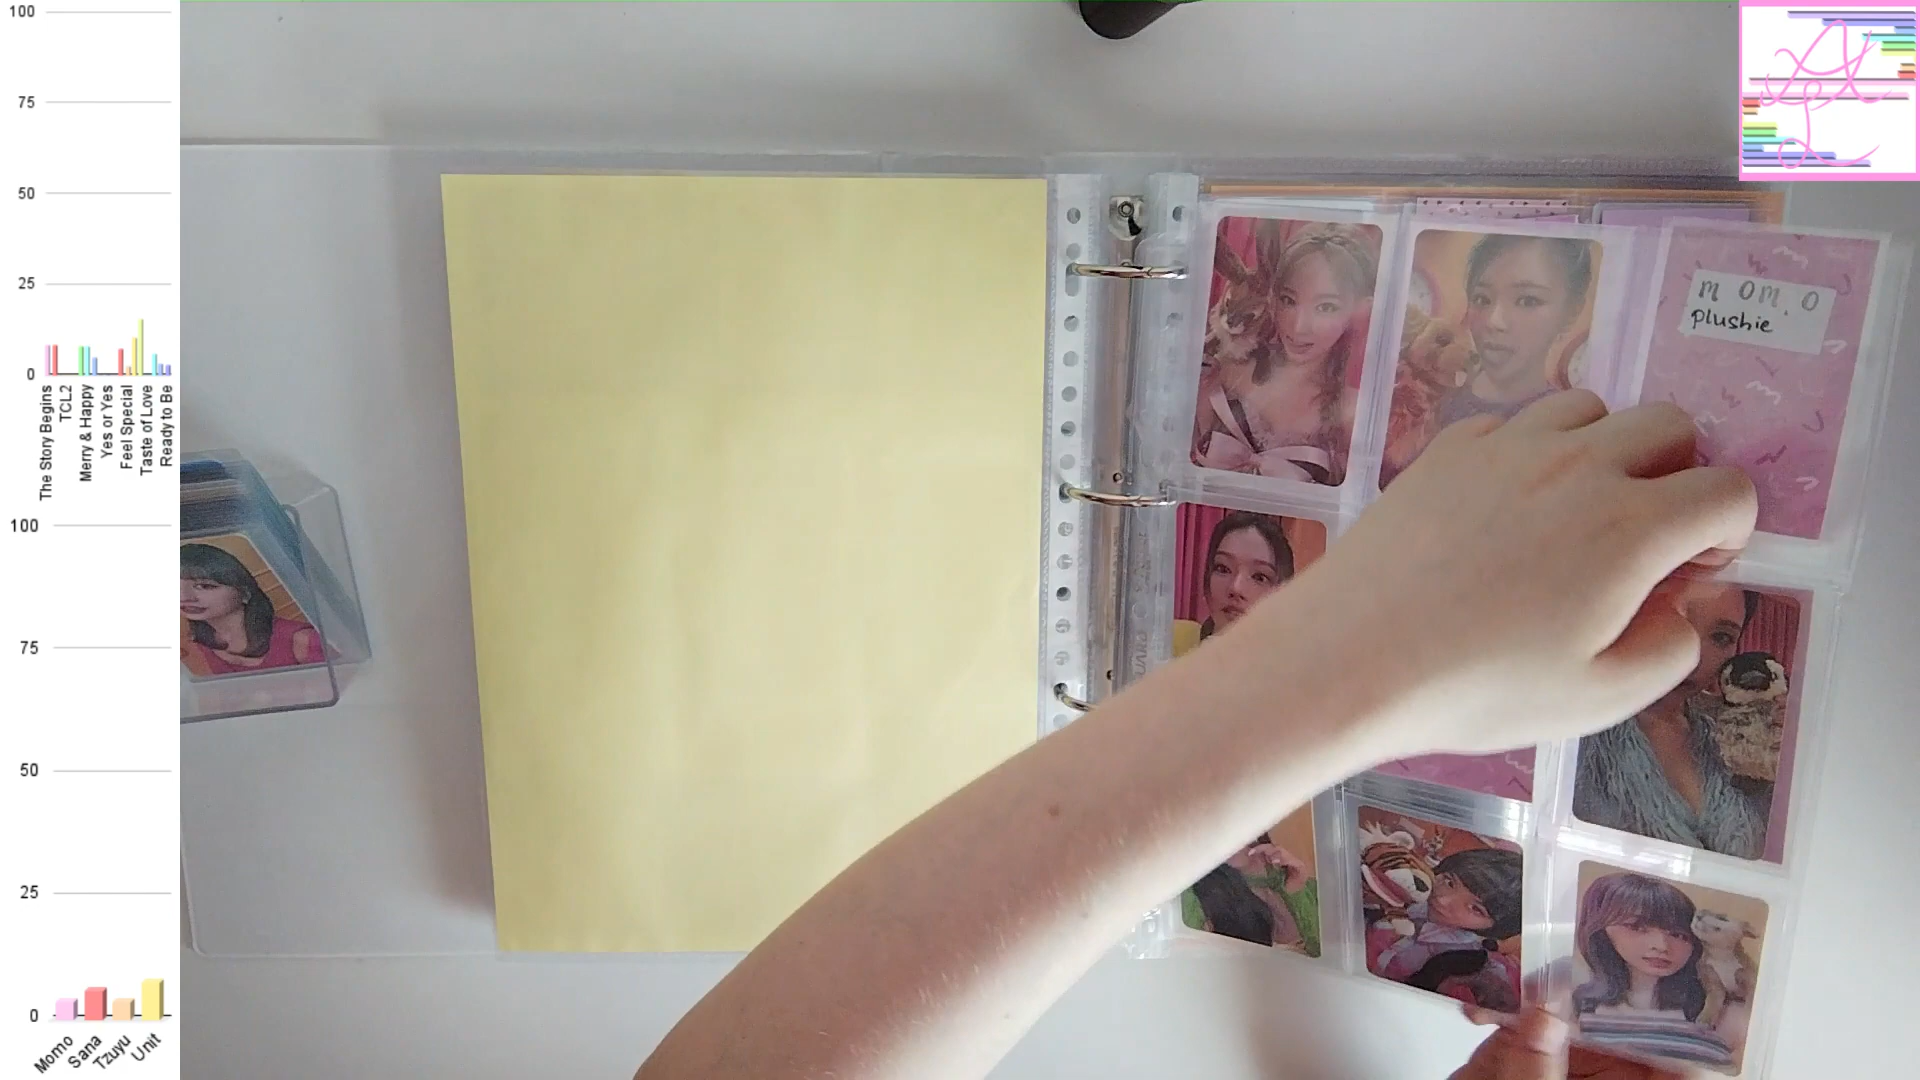 100
75
50
25
0
The Story Begins
TCL2
Merry & Happy
Yes or Yes
Feel Special
Taste of Love
Ready to Be
100
75
50
25
0
Momo
Sana
Tzuyu
Unit
momo
plushie